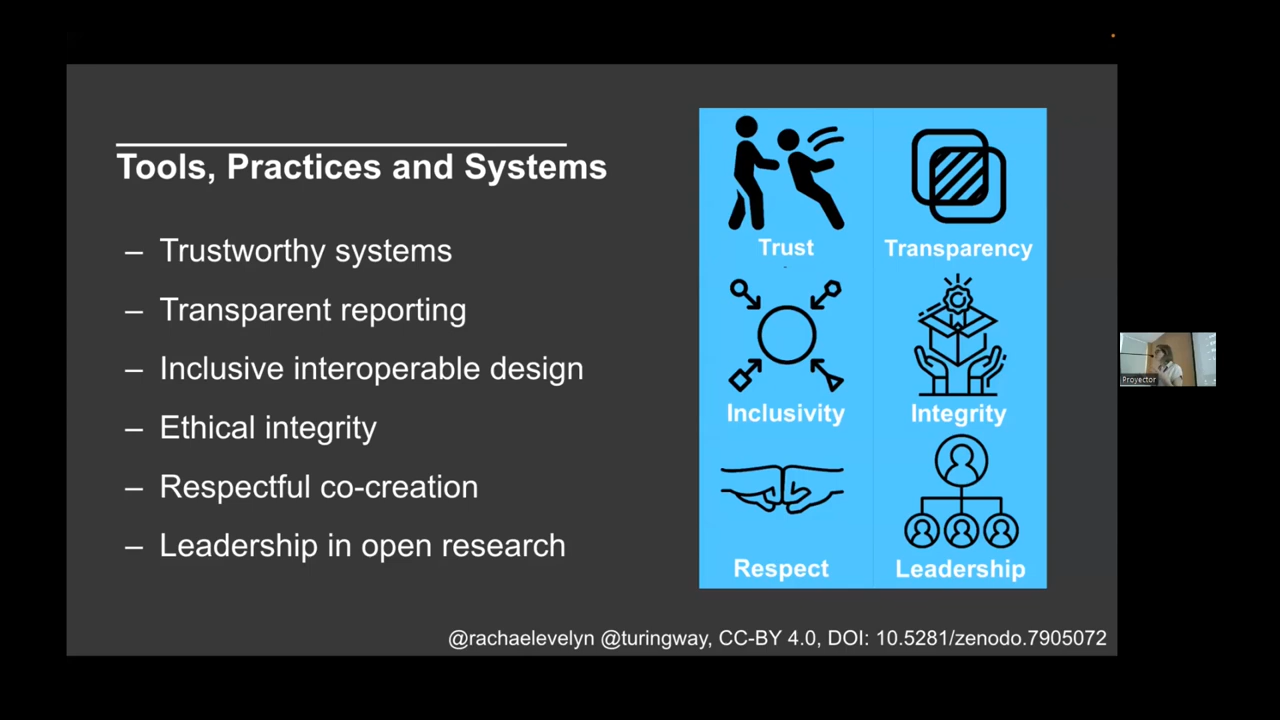 Tools, Practices and Systems
– Trustworthy systems
– Transparent reporting
– Inclusive interoperable design
– Ethical integrity
– Respectful co-creation
– Leadership in open research
Trust
Transparency
Inclusivity
Integrity
Respect
Leadership
@rachaelevelyn @turingway, CC-BY 4.0, DOI: 10.5281/zenodo.7905072
Proyector